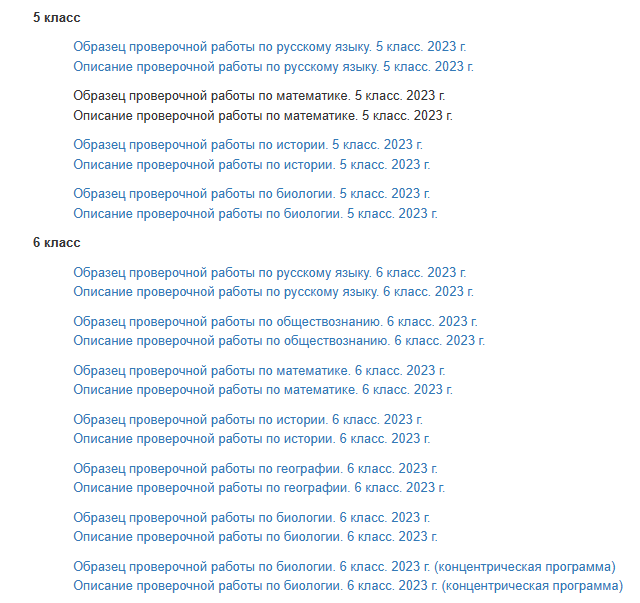 5 класс
Образец проверочной работы по русскому языку. 5 класс. 2023 г.
Описание проверочной работы по русскому языку. 5 класс. 2023 г.
Образец проверочной работы по математике. 5 класс. 2023 г.
Описание проверочной работы по математике. 5 класс. 2023 г.
Образец проверочной работы по истории. 5 класс. 2023 г.
Описание проверочной работы по истории. 5 класс. 2023 г.
Образец проверочной работы по биологии. 5 класс. 2023 г.
Описание проверочной работы по биологии. 5 класс. 2023 г.
6 класс
Образец проверочной работы по русскому языку. 6 класс. 2023 г.
Описание проверочной работы по русскому языку. 6 класс. 2023 г.
Образец проверочной работы по обществознанию. 6 класс. 2023 г.
Описание проверочной работы по обществознанию. 6 класс. 2023 г.
Образец проверочной работы по математике. 6 класс. 2023 г.
Описание проверочной работы по математике. 6 класс. 2023 г.
Образец проверочной работы по истории. 6 класс. 2023 г.
Описание проверочной работы по истории. 6 класс. 2023 г.
Образец проверочной работы по географии. 6 класс. 2023 г.
Описание проверочной работы по географии. 6 класс. 2023 г.
Образец проверочной работы по биологии. 6 класс. 2023 г.
Описание проверочной работы по биологии. 6 класс. 2023 г.
Образец проверочной работы по биологии. 6 класс. 2023 г. (концентрическая программа)
Описание проверочной работы по биологии. 6 класс. 2023 г. (концентрическая программа)